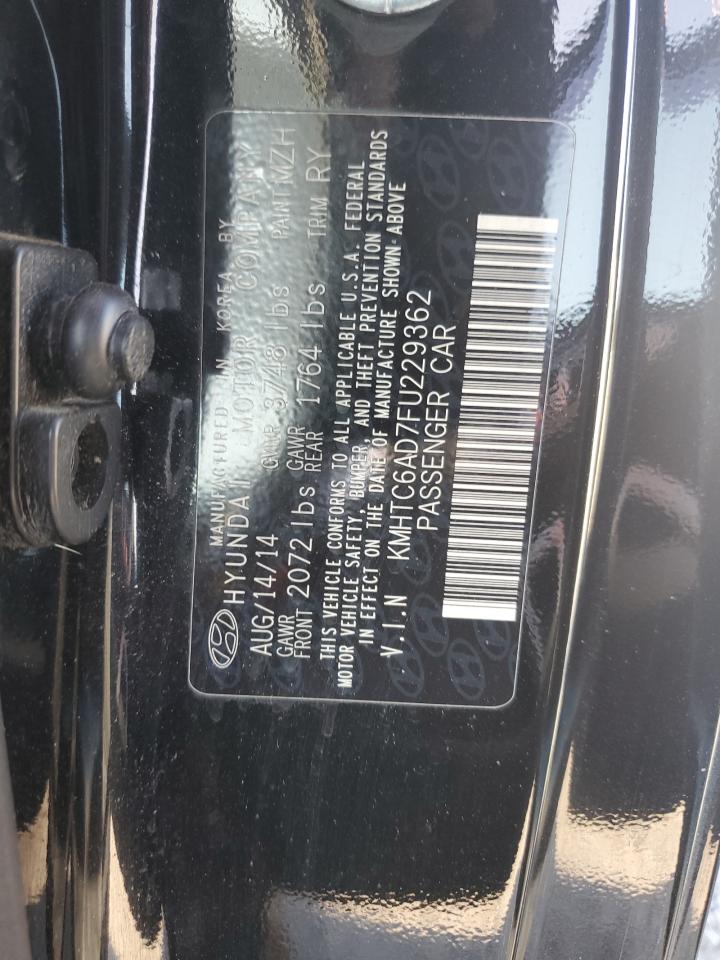 MANUFACTURED IN KOREA BY
HYUNDAI MOTOR COMPANY
AUG/14/14 GVWR 3748 lbs PAINT MZH
GAWR FRONT 2072 lbs GAWR REAR 1764 lbs TRIM RY
THIS VEHICLE CONFORMS TO ALL APPLICABLE U.S.A. FEDERAL
MOTOR VEHICLE SAFETY, BUMPER, AND THEFT PREVENTION STANDARDS
IN EFFECT ON THE DATE OF MANUFACTURE SHOWN ABOVE
V.I.N KMHTC6AD7FU229362
PASSENGER CAR